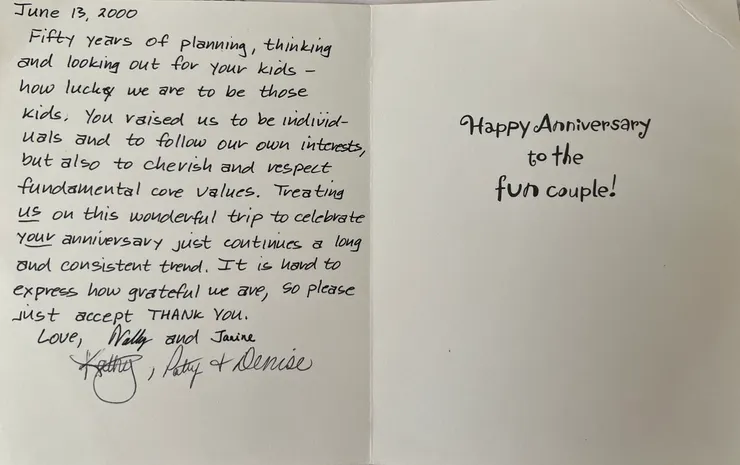 June 13, 2000
Fifty years of planning, thinking
and looking out for your kids –
how lucky we are to be those
kids. You raised us to be individ-
uals and to follow our own interests,
but also to cherish and respect
fundamental core values. Treating
us on this wonderful trip to celebrate
your anniversary just continues a long
and consistent trend. It is hard to
express how grateful we are, so please
just accept THANK YOU.
Love, Wally and Janine
Kathy, Patty & Denise
Happy Anniversary
to the
fun couple!